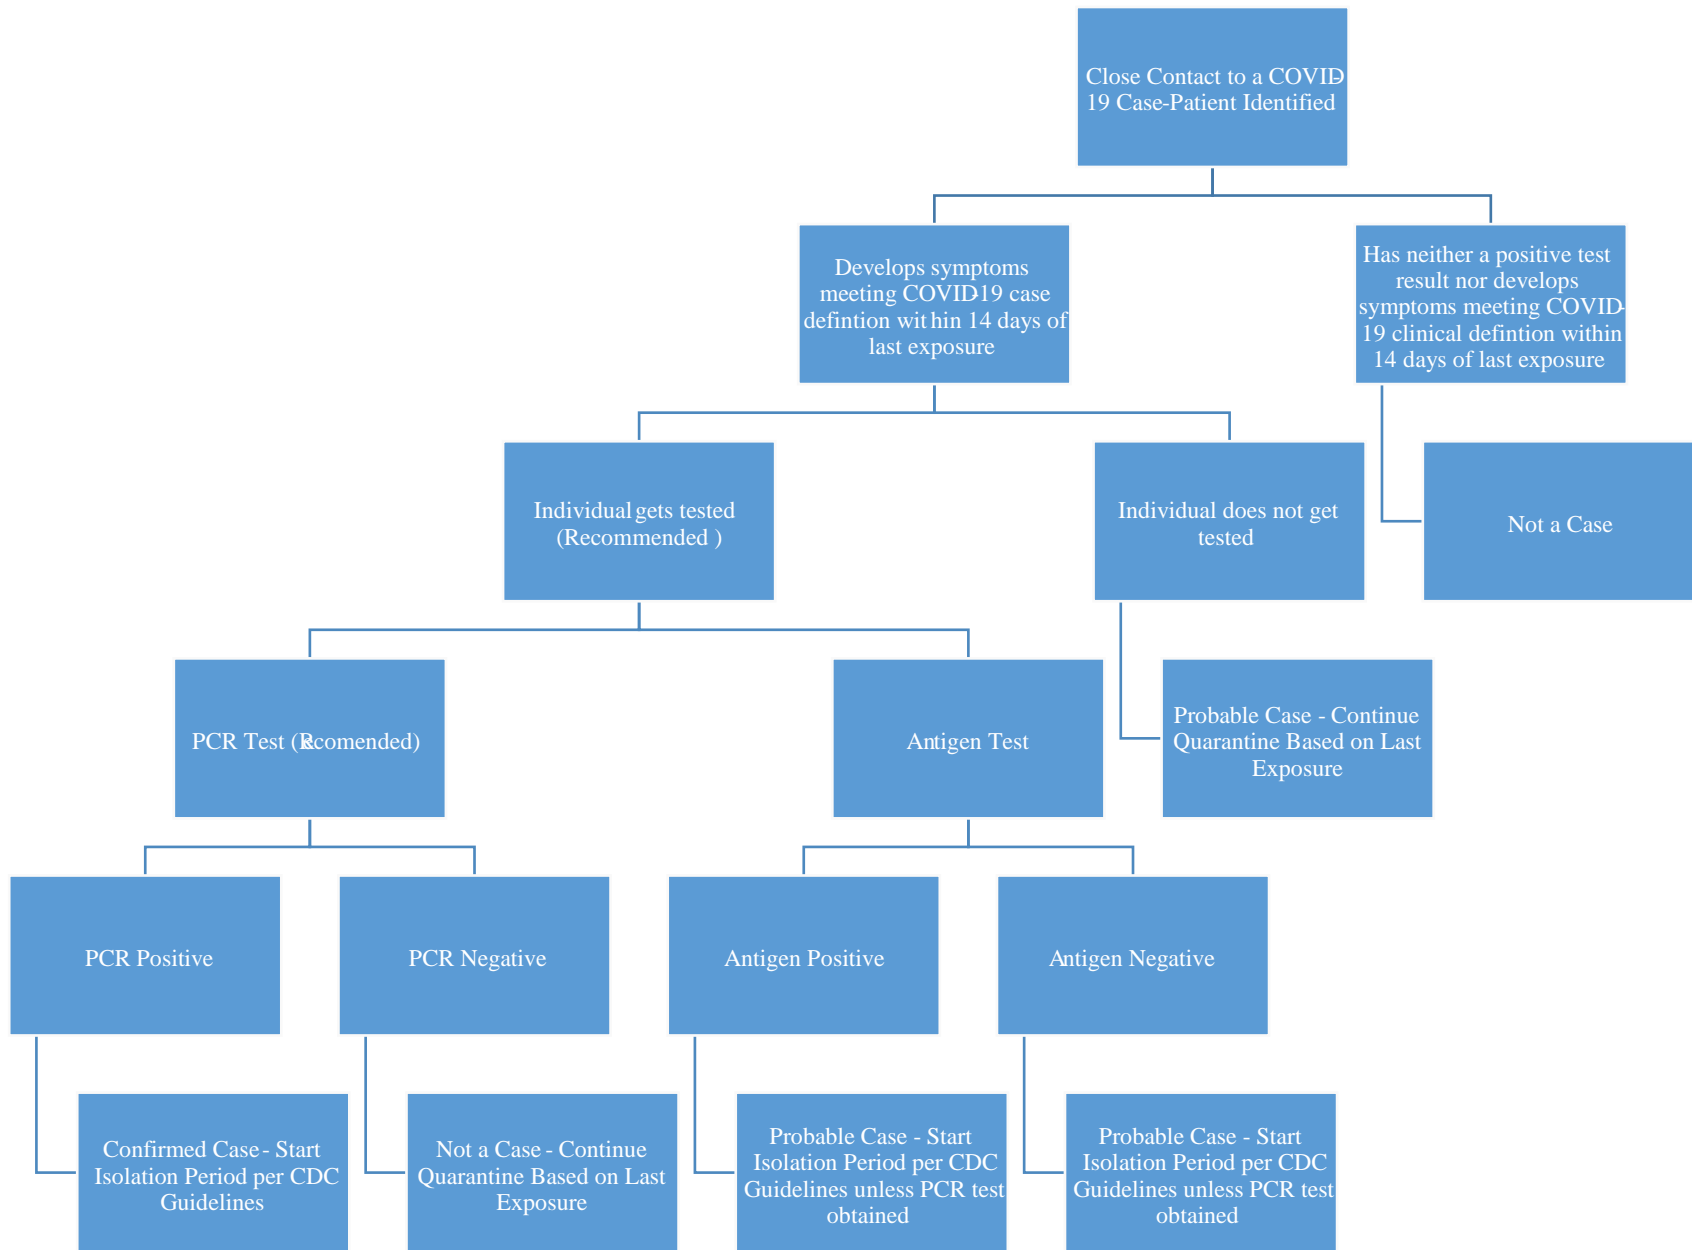 Close Contact to a COVID-
19 Case-Patient Identified
Develops symptoms
meeting COVID-19 case
defintion wit hin 14 days of
last exposure
Has neither a positive test
result nor develops
symptoms meeting COVID-
19 clinical defintion within
14 days of last exposure
Individual gets tested
(Recommended )
Individual does not get
tested
Not a Case
PCR Test (Recomended)
Antigen Test
Probable Case - Continue
Quarantine Based on Last
Exposure
PCR Positive
PCR Negative
Antigen Positive
Antigen Negative
Confirmed Case - Start
Isolation Period per CDC
Guidelines
Not a Case - Continue
Quarantine Based on Last
Exposure
Probable Case - Start
Isolation Period per CDC
Guidelines unless PCR test
obtained
Probable Case - Start
Isolation Period per CDC
Guidelines unless PCR test
obtained